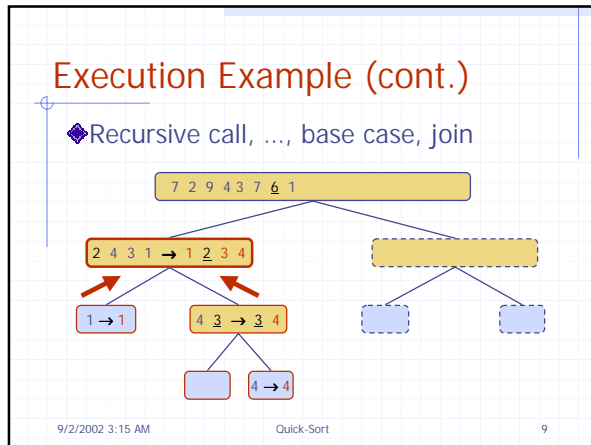 Execution Example (cont.)
Recursive call, ..., base case, join
7 2 9 4 3 7 6 1
2 4 3 1 → 1 2 3 4
1 → 1
4 3 → 3 4
4 → 4
9/2/2002 3:15 AM
Quick-Sort
9